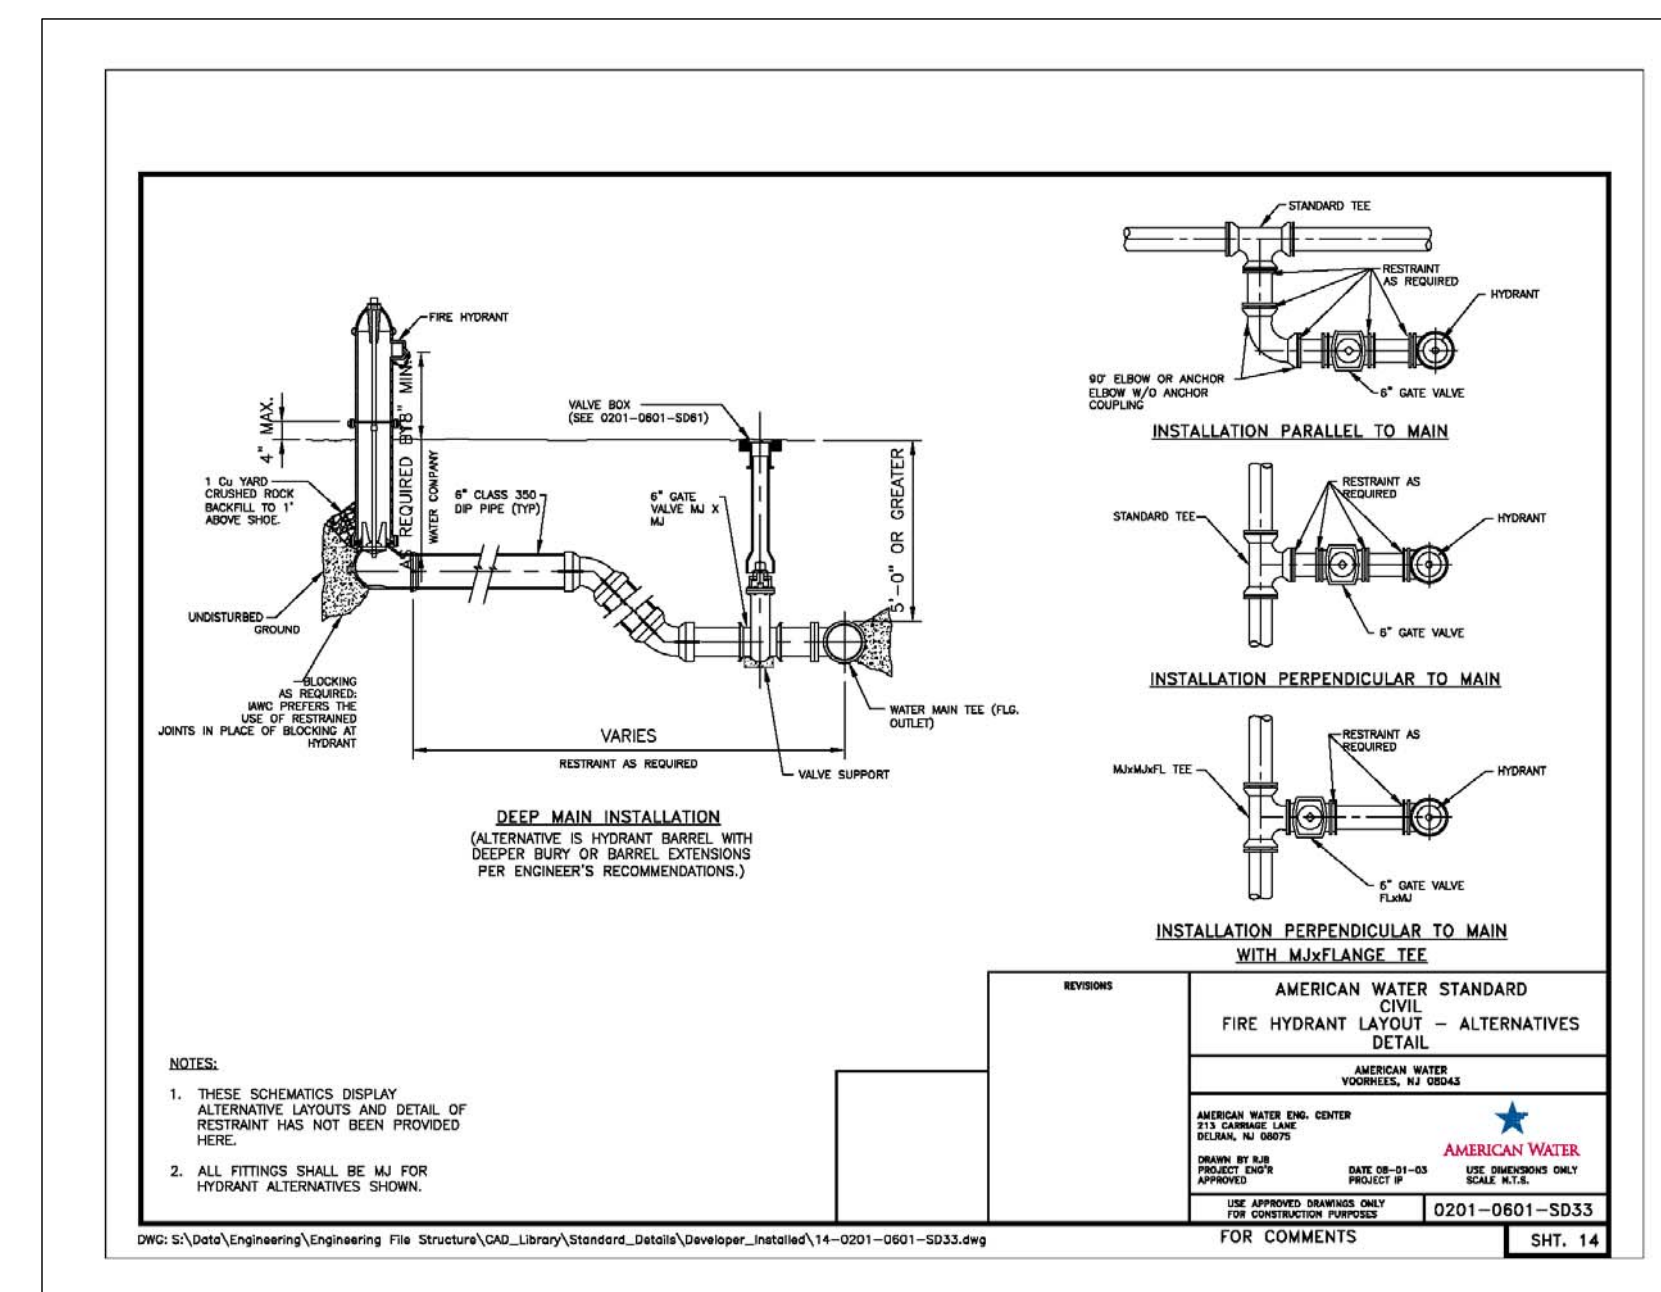 STANDARD TEE
RESTRAINT
AS REQUIRED
HYDRANT
90° ELBOW OR ANCHOR
ELBOW W/O ANCHOR
COUPLING
6" GATE VALVE
INSTALLATION PARALLEL TO MAIN
FIRE HYDRANT
18" MIN.
4" MAX.
AS REQUIRED BY
WATER COMPANY
VALVE BOX
(SEE 0201-0601-SD61)
1 Cu YARD
CRUSHED ROCK
BACKFILL TO 1'
ABOVE SHOE.
6" CLASS 350
DIP PIPE (TYP)
6" GATE
VALVE MJ X
MJ
5'-0" OR GREATER
UNDISTURBED
GROUND
BLOCKING
AS REQUIRED:
IAWC PREFERS THE
USE OF RESTRAINED
JOINTS IN PLACE OF BLOCKING AT
HYDRANT
VARIES
RESTRAINT AS REQUIRED
WATER MAIN TEE (FLG.
OUTLET)
VALVE SUPPORT
DEEP MAIN INSTALLATION
(ALTERNATIVE IS HYDRANT BARREL WITH
DEEPER BURY OR BARREL EXTENSIONS
PER ENGINEER'S RECOMMENDATIONS.)
RESTRAINT AS
REQUIRED
STANDARD TEE
HYDRANT
6" GATE VALVE
INSTALLATION PERPENDICULAR TO MAIN
RESTRAINT AS
REQUIRED
MJxMJxFL TEE
HYDRANT
6" GATE VALVE
FLxMJ
INSTALLATION PERPENDICULAR TO MAIN
WITH MJxFLANGE TEE
NOTES:
1. THESE SCHEMATICS DISPLAY
ALTERNATIVE LAYOUTS AND DETAIL OF
RESTRAINT HAS NOT BEEN PROVIDED
HERE.
2. ALL FITTINGS SHALL BE MJ FOR
HYDRANT ALTERNATIVES SHOWN.
REVISIONS
AMERICAN WATER STANDARD
CIVIL
FIRE HYDRANT LAYOUT - ALTERNATIVES
DETAIL
AMERICAN WATER
VOORHEES, NJ 08043
AMERICAN WATER ENG. CENTER
213 CARRIAGE LANE
DELRAN, NJ 08075
DRAWN BY RJB
PROJECT ENG'R
APPROVED
DATE 08-01-03
PROJECT IP
AMERICAN WATER
USE DIMENSIONS ONLY
SCALE N.T.S.
USE APPROVED DRAWINGS ONLY
FOR CONSTRUCTION PURPOSES
0201-0601-SD33
DWG: S:\Data\Engineering\Engineering File Structure\CAD_Library\Standard_Details\Developer_Installed\14-0201-0601-SD33.dwg
FOR COMMENTS
SHT. 14